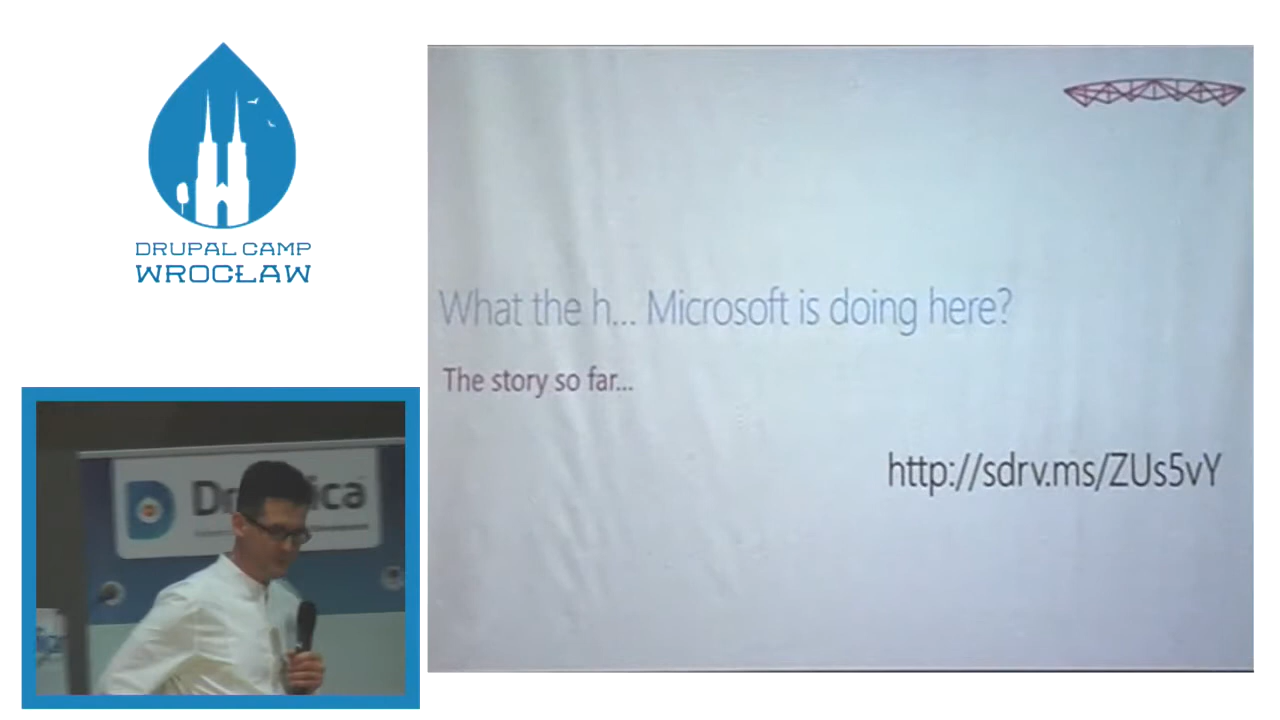 DRUPAL CAMP
WROCŁAW
What the h... Microsoft is doing here?
The story so far...
http://sdrv.ms/ZUs5vY